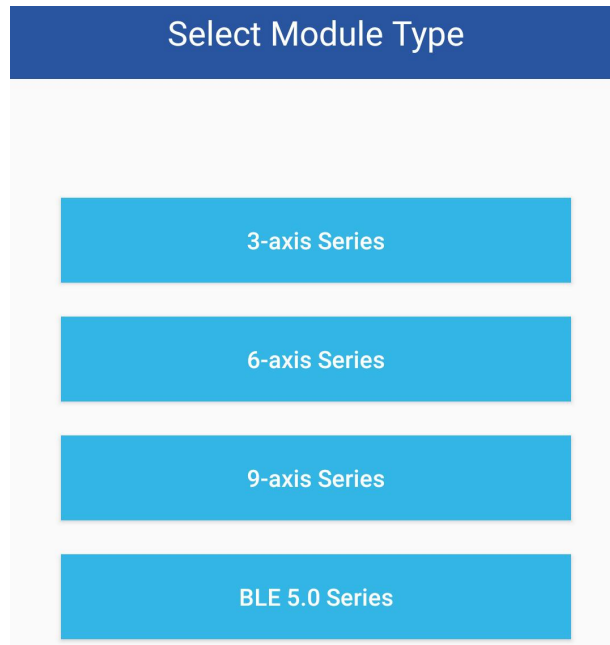 Select Module Type
3-axis Series
6-axis Series
9-axis Series
BLE 5.0 Series